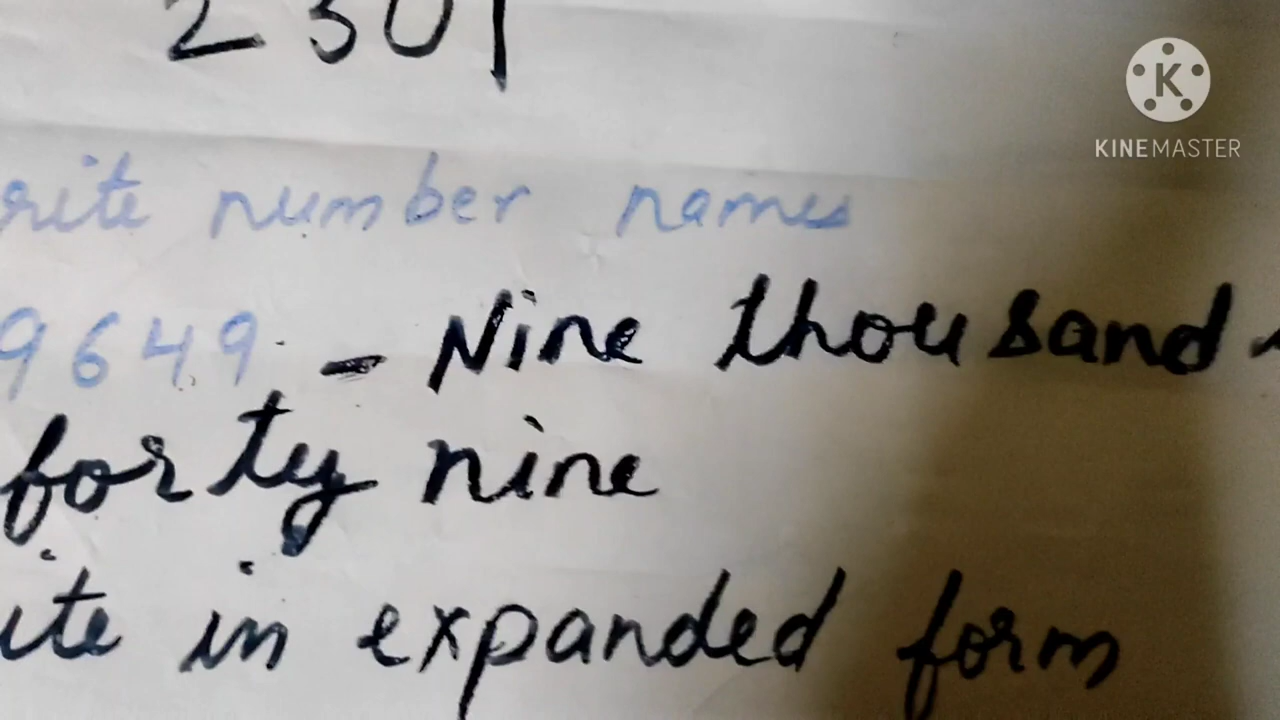 2301
rite number names
9649 - Nine thousand
forty nine
ite in expanded form
KINEMASTER